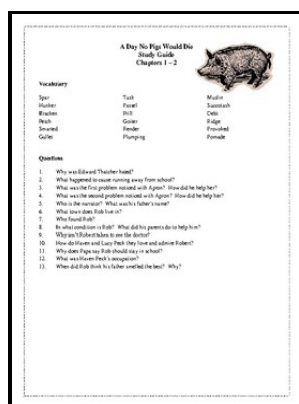 A Day No Pigs Would Die
Study Guide
Chapters 1 – 2
Vocabulary
Spar Tusk Muslin
Hunker Pusell Succotash
Bracken Prill Debt
Perch Goiter Ridge
Smarted Render Provoked
Gullet Plumping Pomade
Questions
1. Why was Edward Thatcher hated?
2. What happened to cause running away from school?
3. What was the first problem noticed with Apron? How did he help her?
4. What was the second problem noticed with Apron? How did he help her?
5. Who is the narrator? What was his father's name?
6. What town does Rob live in?
7. Who found Rob?
8. In what condition is Rob? What did his parents do to help him?
9. Why isn't Robert taken to see the doctor?
10. How do Haven and Lucy Peck they love and admire Robert?
11. Why does Papa say Rob should stay in school?
12. What was Haven Peck's occupation?
13. When did Rob think his father smelled the best? Why?